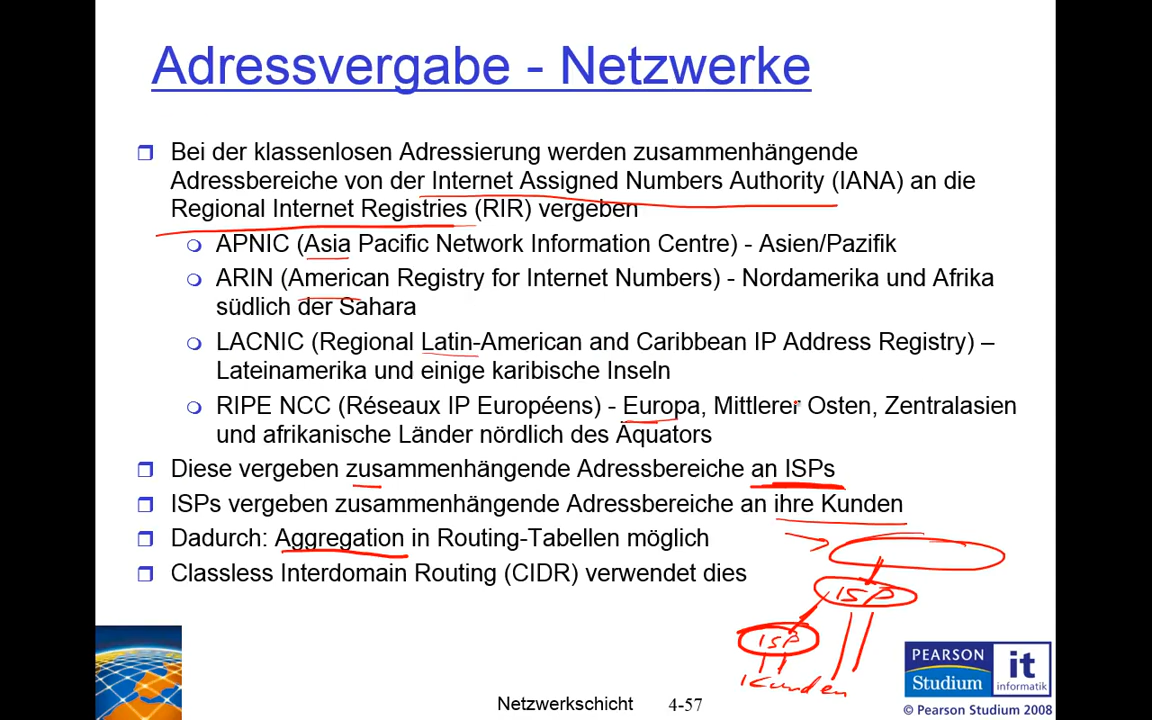 Adressvergabe - Netzwerke
Bei der klassenlosen Adressierung werden zusammenhängende
Adressbereiche von der Internet Assigned Numbers Authority (IANA) an die
Regional Internet Registries (RIR) vergeben
APNIC (Asia Pacific Network Information Centre) - Asien/Pazifik
ARIN (American Registry for Internet Numbers) - Nordamerika und Afrika
südlich der Sahara
LACNIC (Regional Latin-American and Caribbean IP Address Registry) –
Lateinamerika und einige karibische Inseln
RIPE NCC (Réseaux IP Européens) - Europa, Mittlerer Osten, Zentralasien
und afrikanische Länder nördlich des Äquators
Diese vergeben zusammenhängende Adressbereiche an ISPs
ISPs vergeben zusammenhängende Adressbereiche an ihre Kunden
Dadurch: Aggregation in Routing-Tabellen möglich
Classless Interdomain Routing (CIDR) verwendet dies
ISP
ISP
Kunden
PEARSON
Studium
it
informatik
Netzwerkschicht 4-57
© Pearson Studium 2008